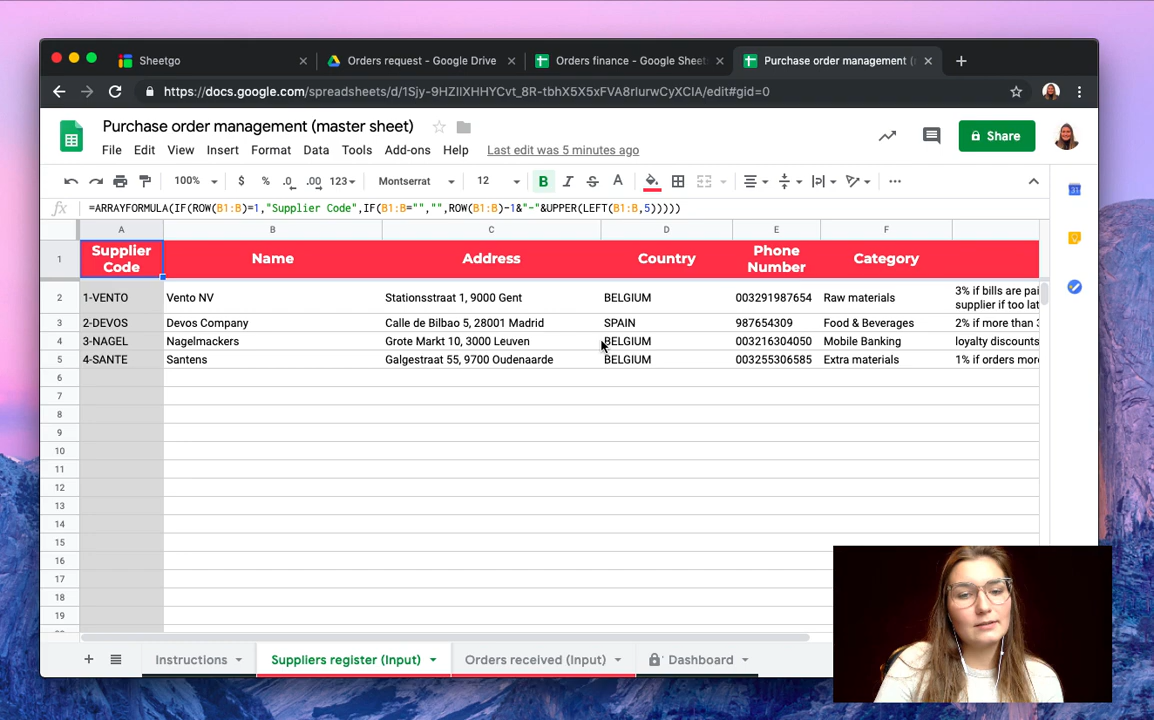 Sheetgo
Orders request - Google Drive
Orders finance - Google Sheet
Purchase order management (
https://docs.google.com/spreadsheets/d/1Sjy-9HZIIXHHYCvt_8R-tbhX5X5xFVA8rIurwCyXCIA/edit#gid=0
Purchase order management (master sheet)
File Edit View Insert Format Data Tools Add-ons Help Last edit was 5 minutes ago
Share
100% $ % .0 .00 123 Montserrat 12 B I S A
fx =ARRAYFORMULA(IF(ROW(B1:B)=1,"Supplier Code",IF(B1:B="","",ROW(B1:B)-1&"-"&UPPER(LEFT(B1:B,5)))))
A B C D E F
1 Supplier Code Name Address Country Phone Number Category
2 1-VENTO Vento NV Stationsstraat 1, 9000 Gent BELGIUM 003291987654 Raw materials 3% if bills are pai
supplier if too lat
3 2-DEVOS Devos Company Calle de Bilbao 5, 28001 Madrid SPAIN 987654309 Food & Beverages 2% if more than 3
4 3-NAGEL Nagelmackers Grote Markt 10, 3000 Leuven BELGIUM 003216304050 Mobile Banking loyalty discounts
5 4-SANTE Santens Galgestraat 55, 9700 Oudenaarde BELGIUM 003255306585 Extra materials 1% if orders mor
6
7
8
9
10
11
12
13
14
15
16
17
18
19
Instructions Suppliers register (Input) Orders received (Input) Dashboard